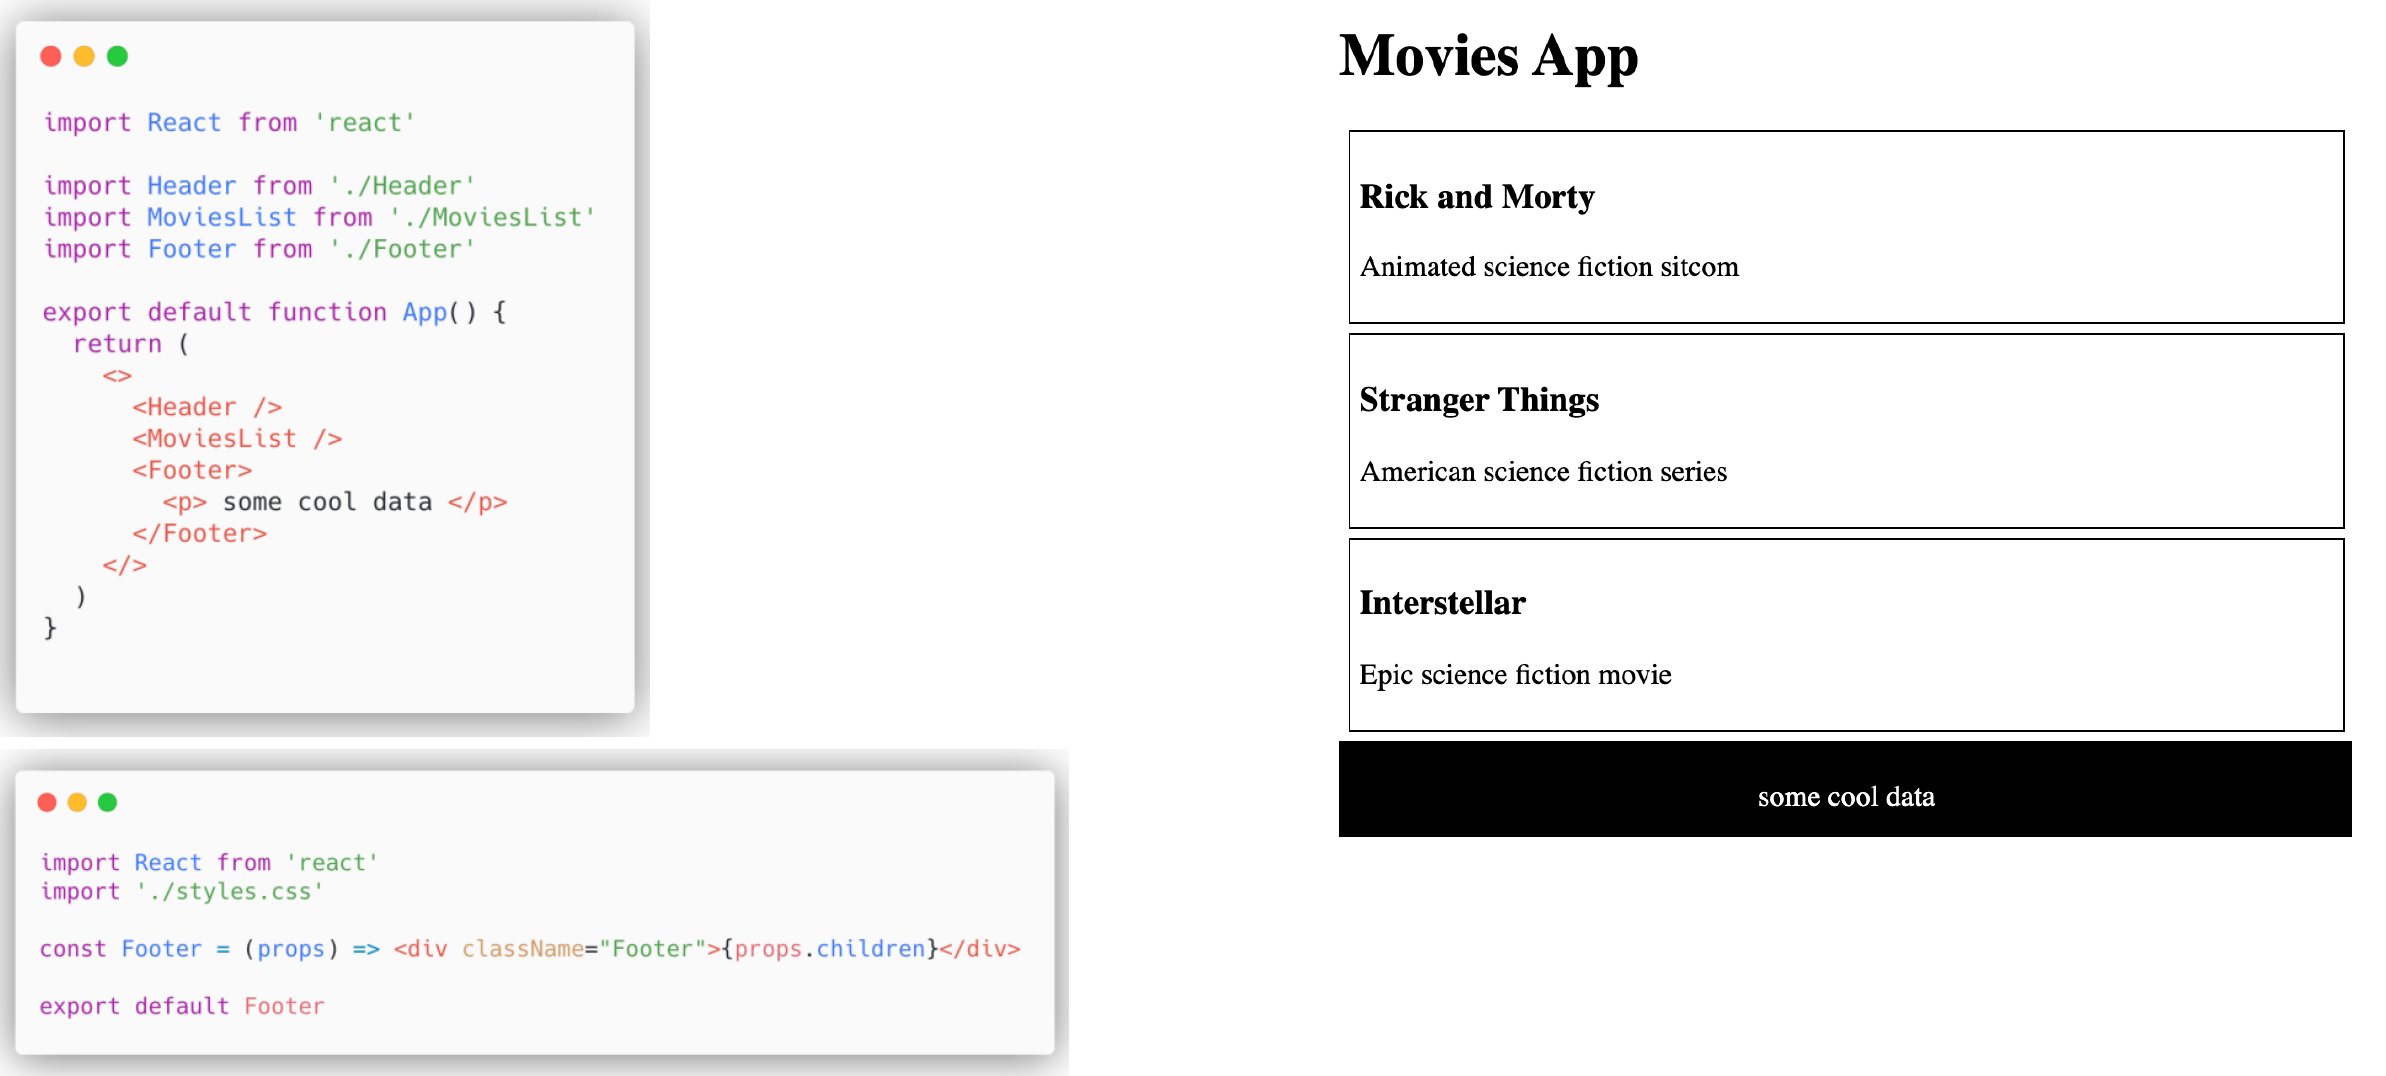 import React from 'react'
import Header from './Header'
import MoviesList from './MoviesList'
import Footer from './Footer'
export default function App() {
  return (
    <>
      <Header />
      <MoviesList />
      <Footer>
        <p> some cool data </p>
      </Footer>
    </>
  )
}
import React from 'react'
import './styles.css'
const Footer = (props) => <div className="Footer">{props.children}</div>
export default Footer
Movies App
Rick and Morty
Animated science fiction sitcom
Stranger Things
American science fiction series
Interstellar
Epic science fiction movie
some cool data